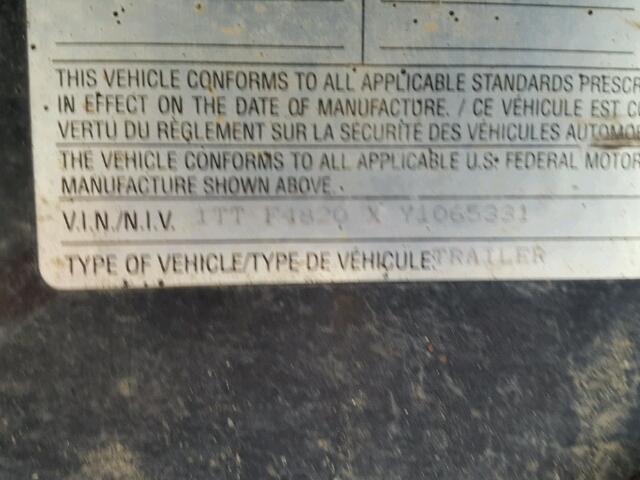 THIS VEHICLE CONFORMS TO ALL APPLICABLE STANDARDS PRESCR
IN EFFECT ON THE DATE OF MANUFACTURE. / CE VÉHICULE EST C
VERTU DU RÈGLEMENT SUR LA SÉCURITÉ DES VÉHICULES AUTOMO
THE VEHICLE CONFORMS TO ALL APPLICABLE U.S. FEDERAL MOTOR
MANUFACTURE SHOWN ABOVE.
V.I.N./N.I.V. 1TT F4820 X Y1065331
TYPE OF VEHICLE/TYPE DE VÉHICULE: TRAILER